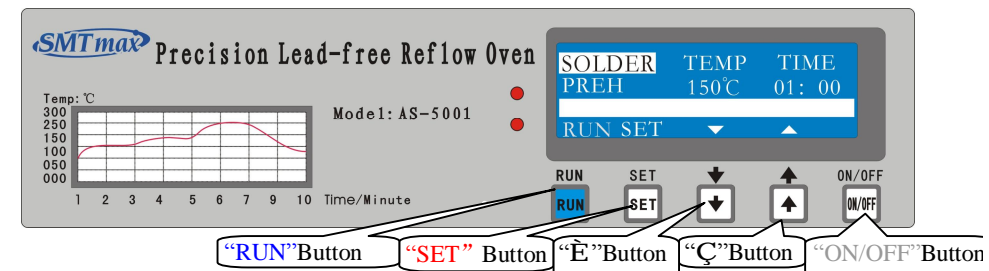 SMTmax
Precision Lead-free Reflow Oven
Model: AS-5001
Temp: ℃
300
250
150
100
050
000
1 2 3 4 5 6 7 9 10 Time/Minute
SOLDER TEMP TIME
PREH 150℃ 01: 00
RUN SET
RUN SET ON/OFF
RUN SET ON/OFF
“RUN”Button “SET” Button “È”Button “Ç”Button “ON/OFF”Button